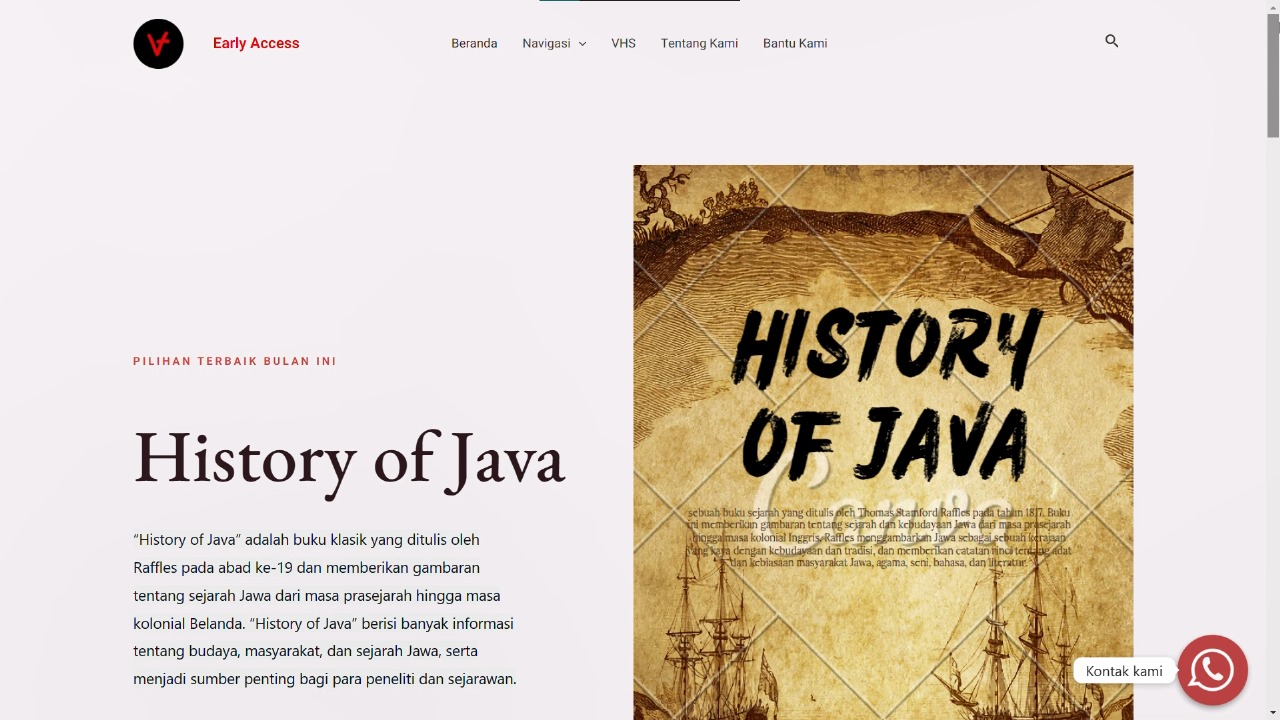 Early Access
Beranda
Navigasi
VHS
Tentang Kami
Bantu Kami
PILIHAN TERBAIK BULAN INI
History of Java
“History of Java” adalah buku klasik yang ditulis oleh
Raffles pada abad ke-19 dan memberikan gambaran
tentang sejarah Jawa dari masa prasejarah hingga masa
kolonial Belanda. “History of Java” berisi banyak informasi
tentang budaya, masyarakat, dan sejarah Jawa, serta
menjadi sumber penting bagi para peneliti dan sejarawan.
HISTORY
OF JAVA
Canva
sebuah buku sejarah yang ditulis oleh Thomas Stamford Raffles pada tahun 1817. Buku
ini memberikan gambaran tentang sejarah dan kebudayaan Jawa dari masa prasejarah
hingga masa kolonial Inggris. Raffles menggambarkan Jawa sebagai sebuah kerajaan
yang kaya dengan kebudayaan dan tradisi, dan memberikan catatan rinci tentang adat
dan kebiasaan masyarakat Jawa, agama, seni, bahasa, dan literatur.
Kontak kami